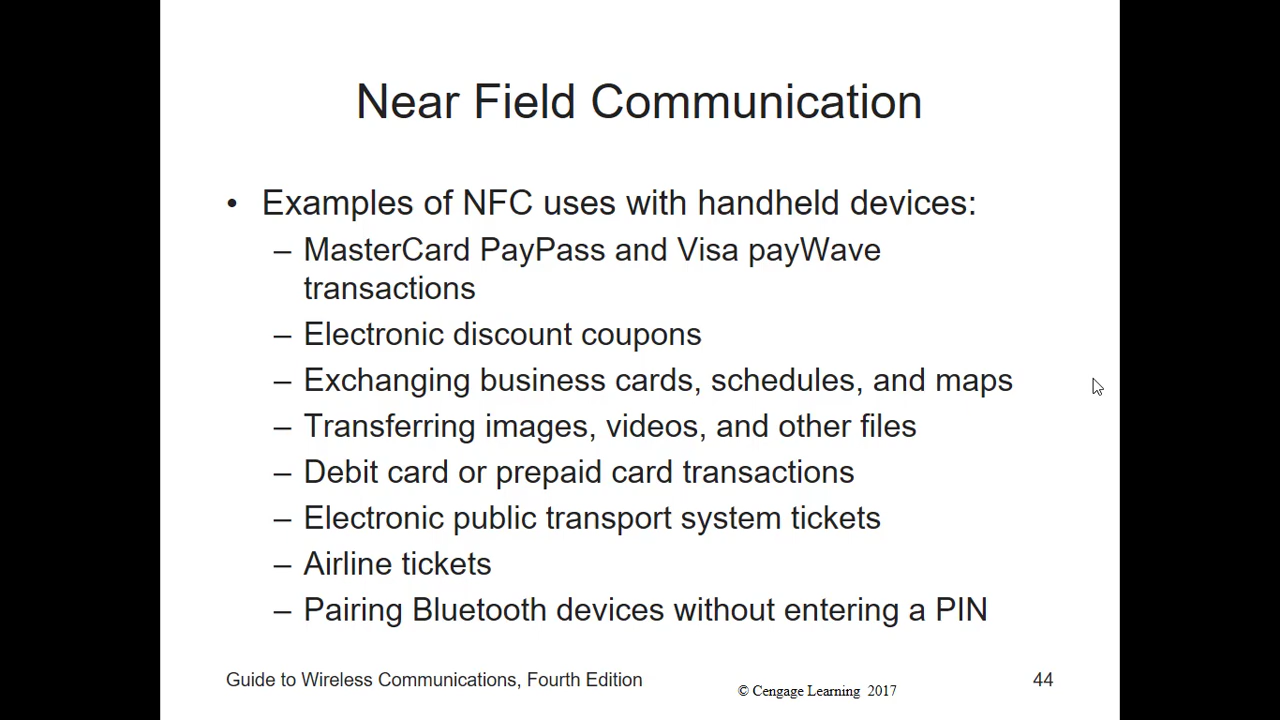 Near Field Communication
• Examples of NFC uses with handheld devices:
– MasterCard PayPass and Visa payWave
transactions
– Electronic discount coupons
– Exchanging business cards, schedules, and maps
– Transferring images, videos, and other files
– Debit card or prepaid card transactions
– Electronic public transport system tickets
– Airline tickets
– Pairing Bluetooth devices without entering a PIN
Guide to Wireless Communications, Fourth Edition
© Cengage Learning 2017
44